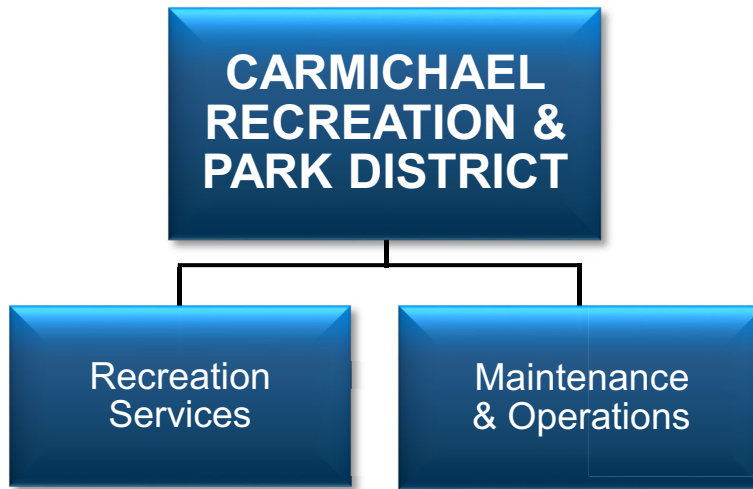 CARMICHAEL
RECREATION &
PARK DISTRICT
Recreation
Services
Maintenance
& Operations